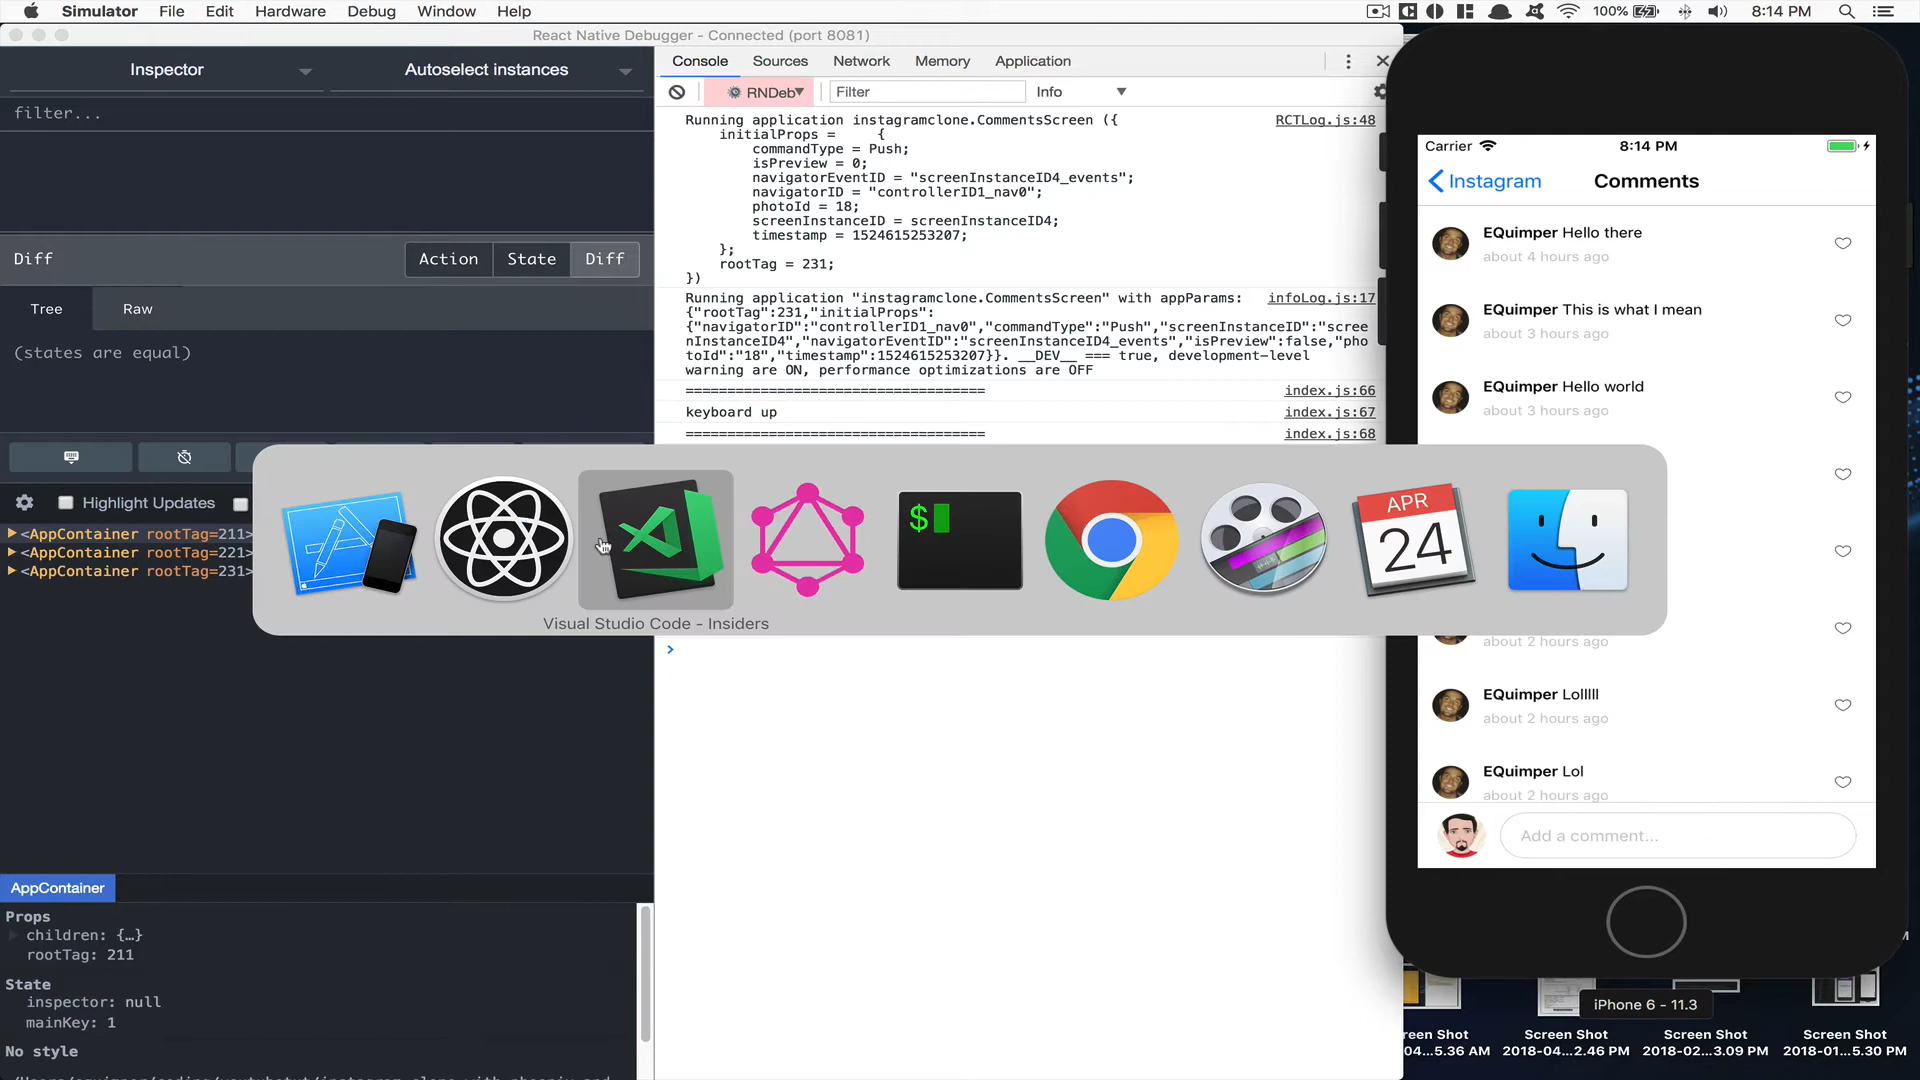 Simulator File Edit Hardware Debug Window Help
100% 8:14 PM
React Native Debugger - Connected (port 8081)
Inspector
Autoselect instances
filter...
Diff
Action State Diff
Tree Raw
(states are equal)
Highlight Updates
<AppContainer rootTag=211>
<AppContainer rootTag=221>
<AppContainer rootTag=231>
AppContainer
Props
children: {…}
rootTag: 211
State
inspector: null
mainKey: 1
No style
Console Sources Network Memory Application
RNDeb Filter Info
Running application instagramclone.CommentsScreen ({ RCTLog.js:48
initialProps = {
commandType = Push;
isPreview = 0;
navigatorEventID = "screenInstanceID4_events";
navigatorID = "controllerID1_nav0";
photoId = 18;
screenInstanceID = screenInstanceID4;
timestamp = 1524615253207;
};
rootTag = 231;
})
Running application "instagramclone.CommentsScreen" with appParams: infoLog.js:17
{"rootTag":231,"initialProps":
{"navigatorID":"controllerID1_nav0","commandType":"Push","screenInstanceID":"scree
nInstanceID4","navigatorEventID":"screenInstanceID4_events","isPreview":false,"pho
toId":"18","timestamp":1524615253207}}. __DEV__ === true, development-level
warning are ON, performance optimizations are OFF
=================================== index.js:66
keyboard up index.js:67
=================================== index.js:68
>
$
APR
24
Visual Studio Code - Insiders
Carrier 8:14 PM
Instagram Comments
EQuimper Hello there
about 4 hours ago
EQuimper This is what I mean
about 3 hours ago
EQuimper Hello world
about 3 hours ago
about 2 hours ago
EQuimper Lolllll
about 2 hours ago
EQuimper Lol
about 2 hours ago
Add a comment...
iPhone 6 - 11.3
reen Shot
04...5.36 AM
Screen Shot
2018-04...2.46 PM
Screen Shot
2018-02...3.09 PM
Screen Shot
2018-01...5.30 PM